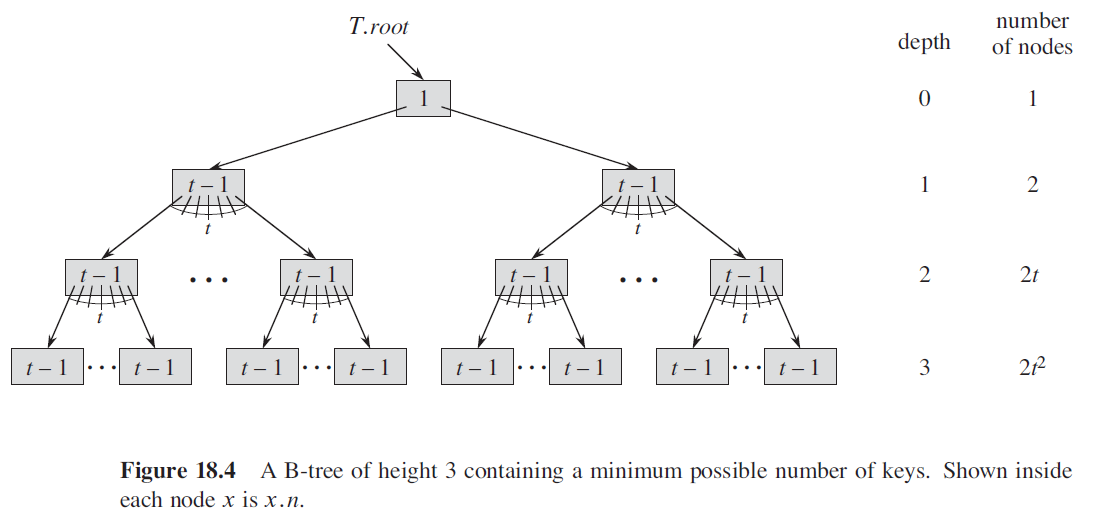 T.root
depth
number
of nodes
1
0
1
t – 1
t – 1
1
2
t
t
t – 1
• • •
t – 1
t – 1
• • •
t – 1
2
2t
t
t
t
t
t – 1 • • • t – 1
t – 1 • • • t – 1
t – 1 • • • t – 1
t – 1 • • • t – 1
3
2t²
Figure 18.4 A B-tree of height 3 containing a minimum possible number of keys. Shown inside
each node x is x.n.